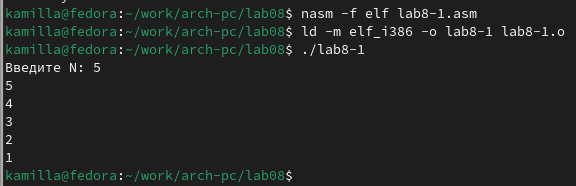 kamilla@fedora:~/work/arch-pc/lab08$ nasm -f elf lab8-1.asm
kamilla@fedora:~/work/arch-pc/lab08$ ld -m elf_i386 -o lab8-1 lab8-1.o
kamilla@fedora:~/work/arch-pc/lab08$ ./lab8-1
Введите N: 5
5
4
3
2
1
kamilla@fedora:~/work/arch-pc/lab08$